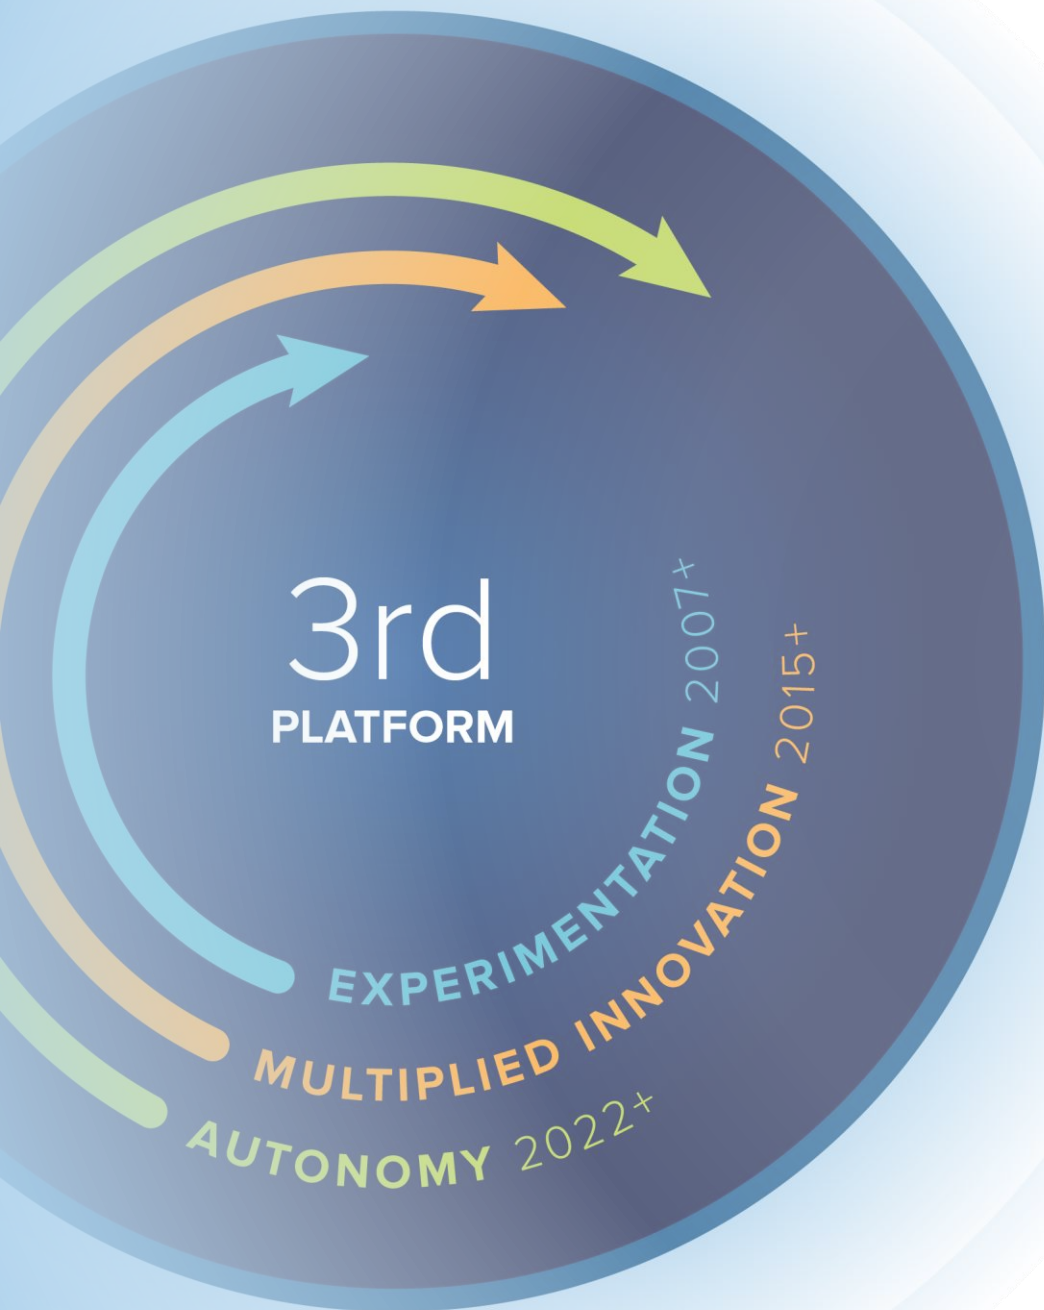 3rd
PLATFORM
EXPERIMENTATION 2007+
MULTIPLIED INNOVATION 2015+
AUTONOMY 2022+